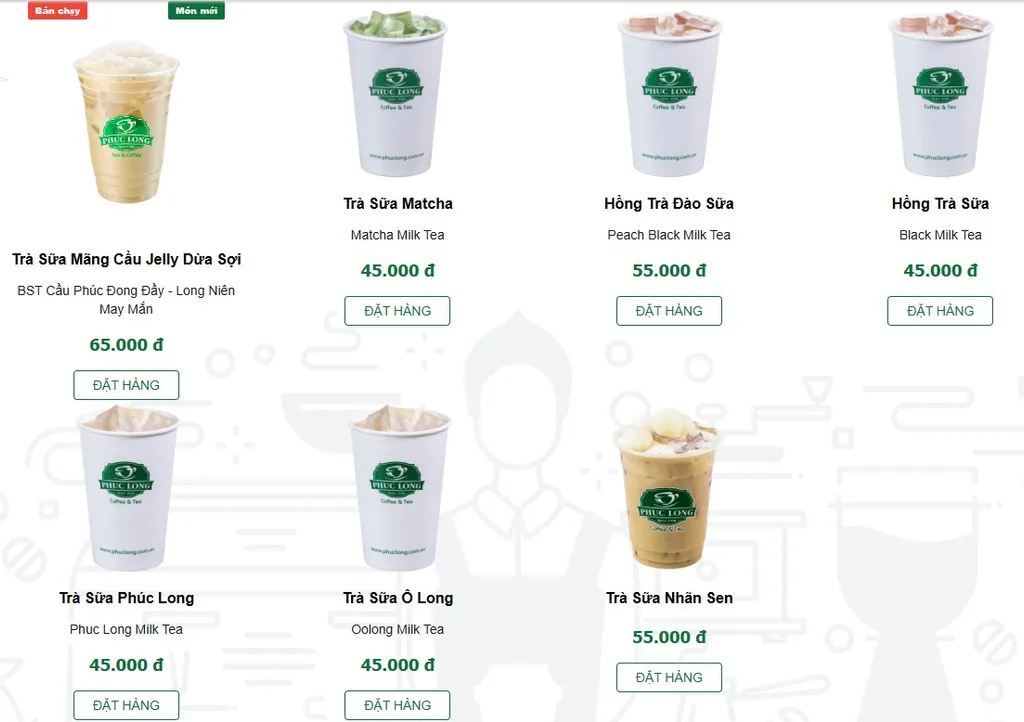 Bán chạy
Món mới
PHUC LONG
Tea & Coffee
PHUC LONG
Coffee & Tea
www.phuclong.com.vn
PHUC LONG
Coffee & Tea
www.phuclong.com.vn
PHUC LONG
Coffee & Tea
www.phuclong.com.vn
Trà Sữa Mãng Cầu Jelly Dừa Sợi
BST Cầu Phúc Đong Đầy - Long Niên
May Mắn
65.000 đ
ĐẶT HÀNG
Trà Sữa Matcha
Matcha Milk Tea
45.000 đ
ĐẶT HÀNG
Hồng Trà Đào Sữa
Peach Black Milk Tea
55.000 đ
ĐẶT HÀNG
Hồng Trà Sữa
Black Milk Tea
45.000 đ
ĐẶT HÀNG
PHUC LONG
Coffee & Tea
www.phuclong.com.vn
PHUC LONG
Coffee & Tea
www.phuclong.com.vn
PHUC LONG
Coffee & Tea
Trà Sữa Phúc Long
Phuc Long Milk Tea
45.000 đ
ĐẶT HÀNG
Trà Sữa Ô Long
Oolong Milk Tea
45.000 đ
ĐẶT HÀNG
Trà Sữa Nhãn Sen
55.000 đ
ĐẶT HÀNG